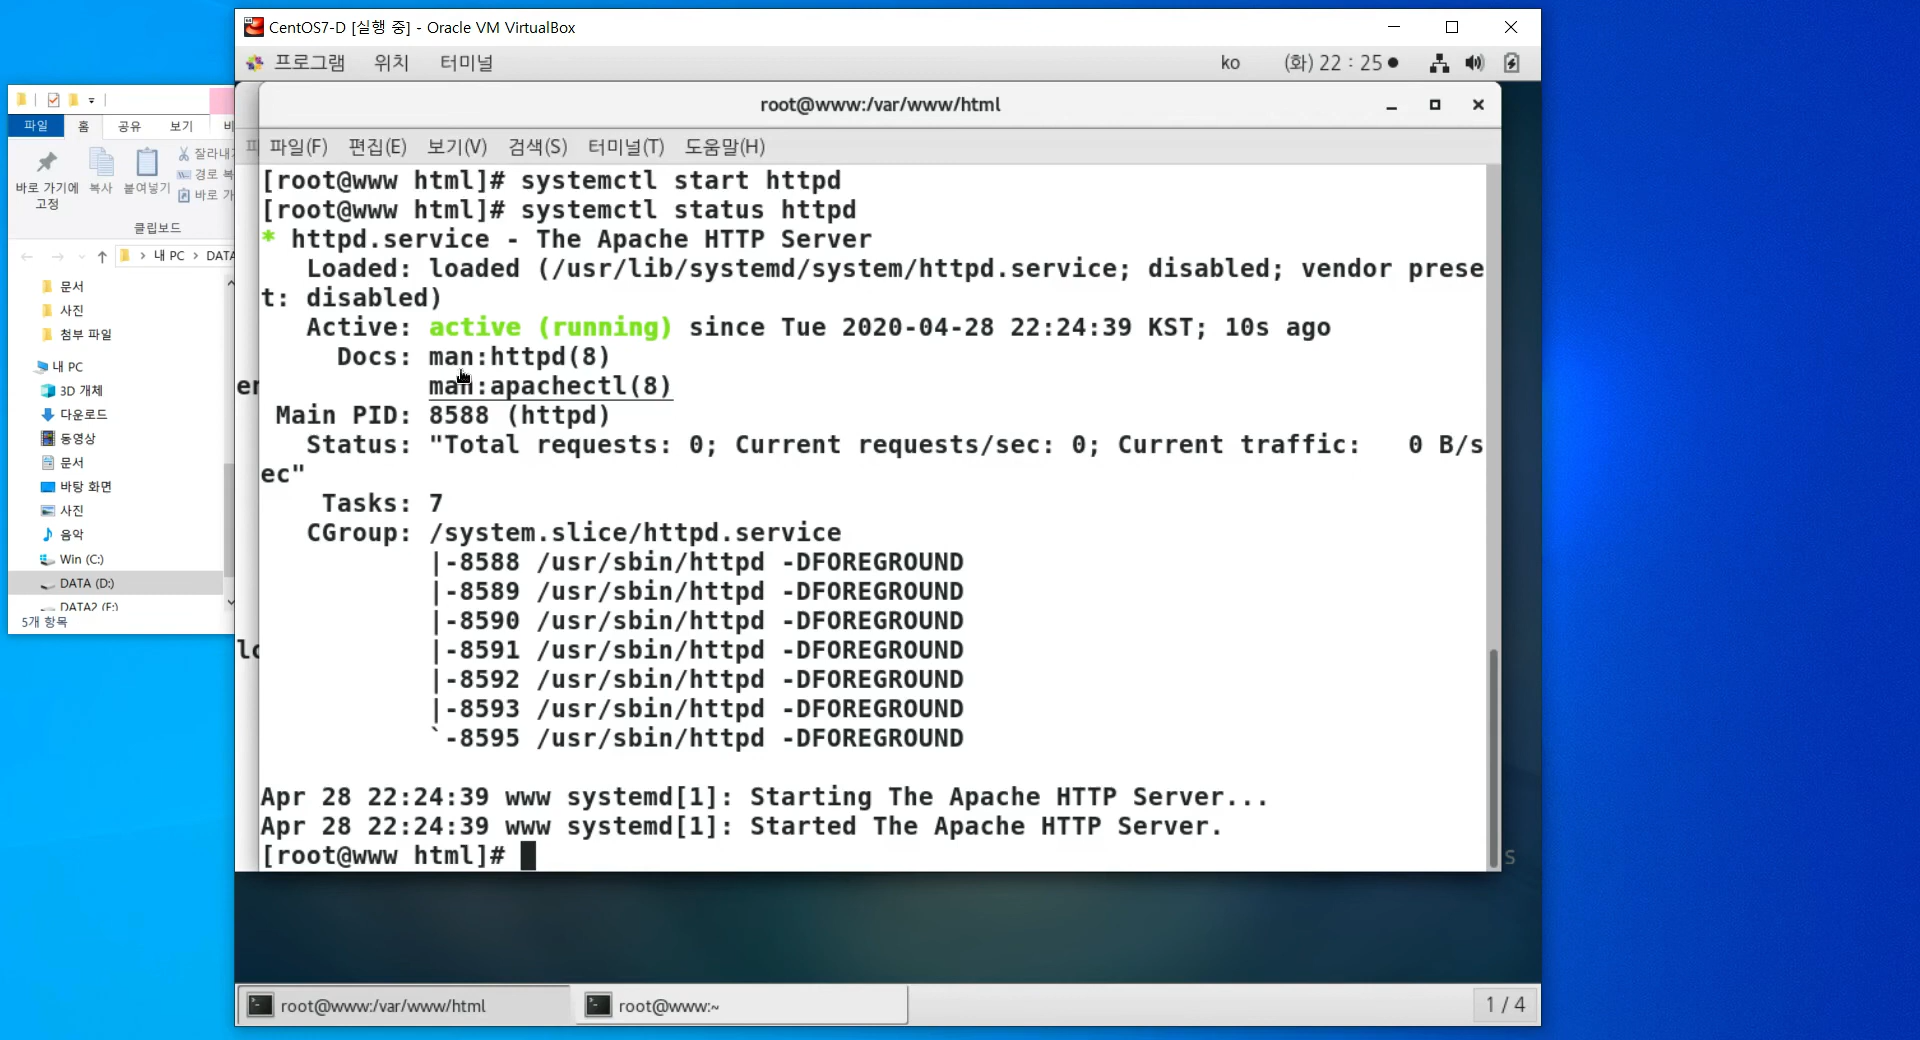 CentOS7-D [실행 중] - Oracle VM VirtualBox
프로그램 위치 터미널 ko (화) 22 : 25
root@www:/var/www/html
파일(F) 편집(E) 보기(V) 검색(S) 터미널(T) 도움말(H)
[root@www html]# systemctl start httpd
[root@www html]# systemctl status httpd
* httpd.service - The Apache HTTP Server
Loaded: loaded (/usr/lib/systemd/system/httpd.service; disabled; vendor prese
t: disabled)
Active: active (running) since Tue 2020-04-28 22:24:39 KST; 10s ago
Docs: man:httpd(8)
man:apachectl(8)
Main PID: 8588 (httpd)
Status: "Total requests: 0; Current requests/sec: 0; Current traffic:   0 B/s
ec"
Tasks: 7
CGroup: /system.slice/httpd.service
|-8588 /usr/sbin/httpd -DFOREGROUND
|-8589 /usr/sbin/httpd -DFOREGROUND
|-8590 /usr/sbin/httpd -DFOREGROUND
|-8591 /usr/sbin/httpd -DFOREGROUND
|-8592 /usr/sbin/httpd -DFOREGROUND
|-8593 /usr/sbin/httpd -DFOREGROUND
`-8595 /usr/sbin/httpd -DFOREGROUND
Apr 28 22:24:39 www systemd[1]: Starting The Apache HTTP Server...
Apr 28 22:24:39 www systemd[1]: Started The Apache HTTP Server.
[root@www html]#
root@www:/var/www/html root@www:~ 1 / 4
파일 홈 공유 보기
바로 가기에
고정
복사
붙여넣기
잘라내
경로 복
바로 가
클립보드
내 PC > DATA
문서
사진
첨부 파일
내 PC
3D 개체
다운로드
동영상
문서
바탕 화면
사진
음악
Win (C:)
DATA (D:)
DATA2 (F:)
5개 항목